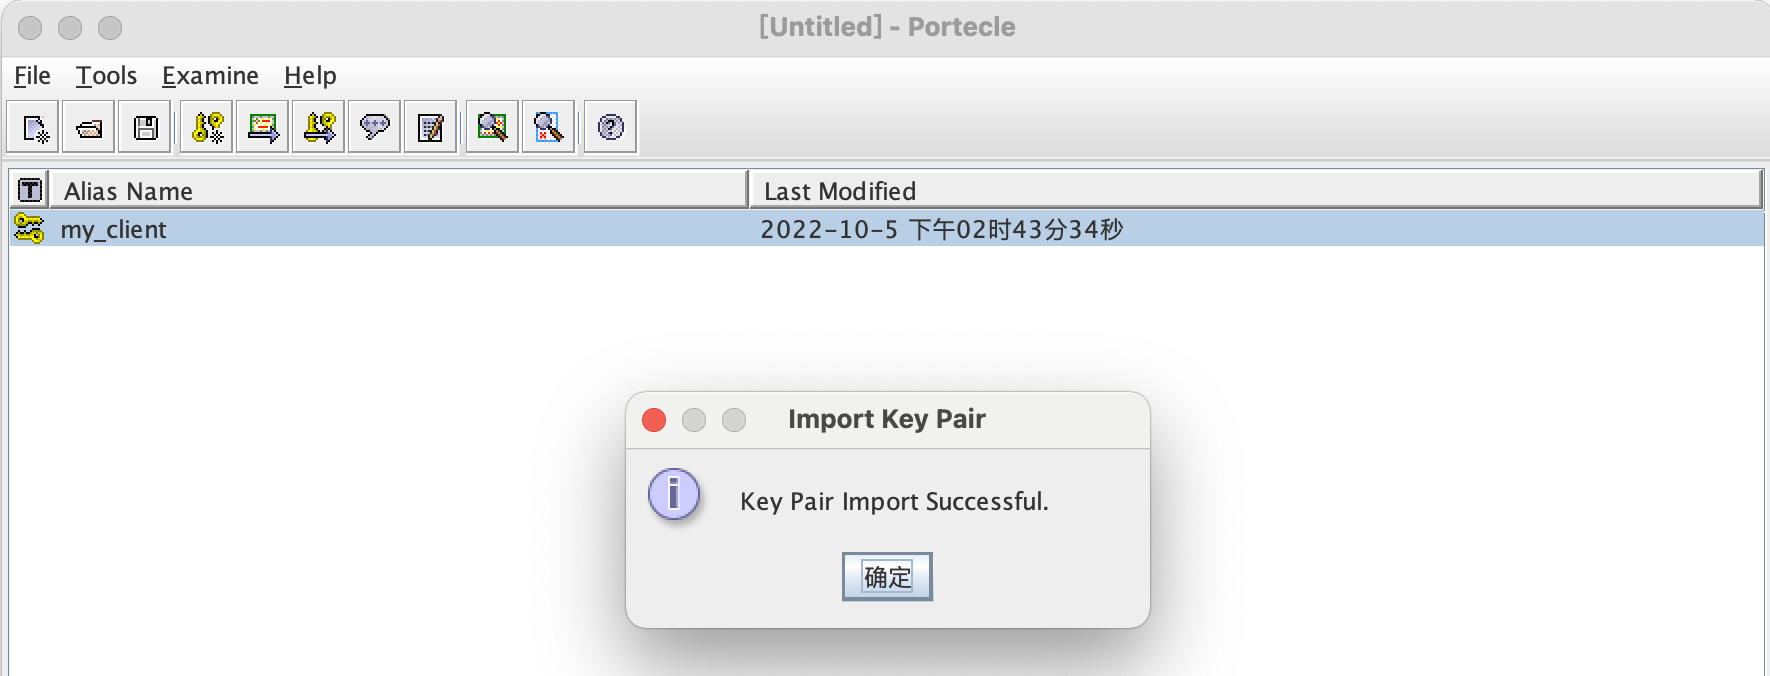 [Untitled] - Portecle
File Tools Examine Help
T Alias Name Last Modified
my_client 2022-10-5 下午02时43分34秒
Import Key Pair
Key Pair Import Successful.
确定